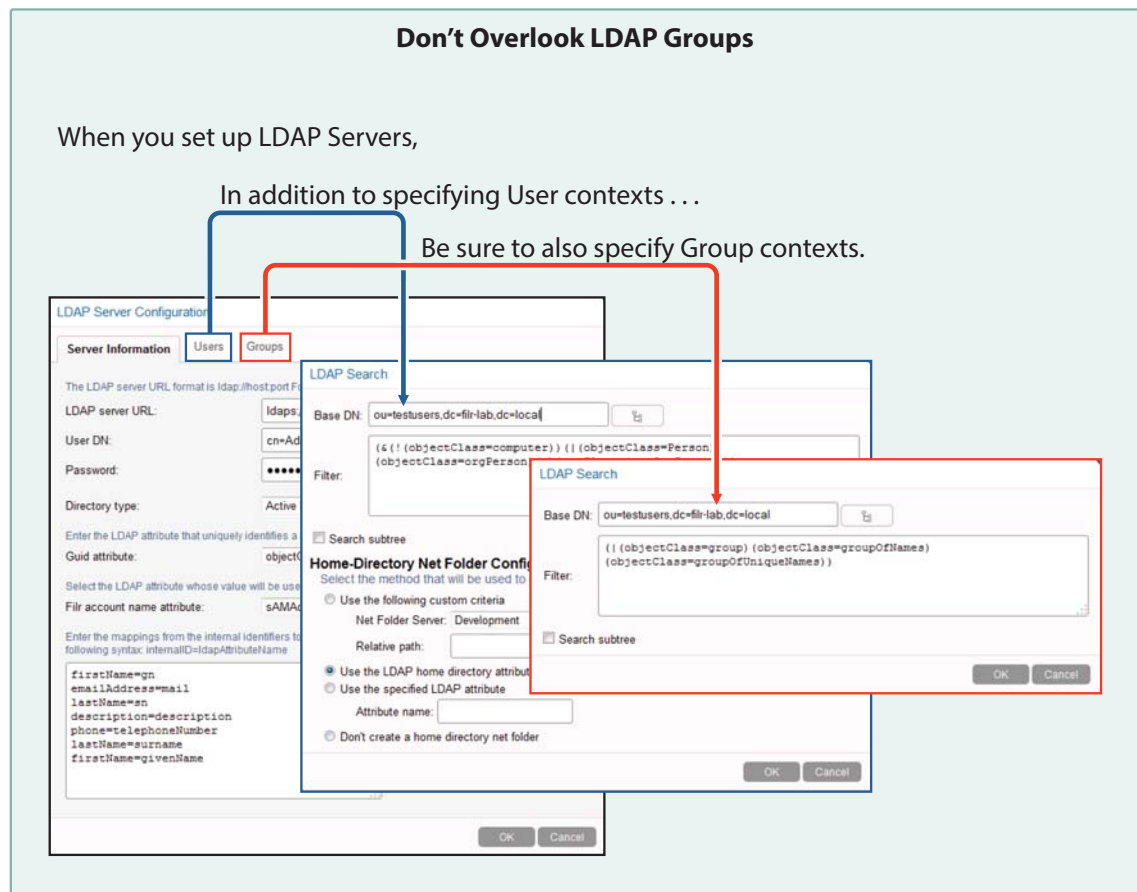 Don't Overlook LDAP Groups
When you set up LDAP Servers,
In addition to specifying User contexts . . .
Be sure to also specify Group contexts.
LDAP Server Configuration
Server Information Users Groups
The LDAP server URL format is ldap://host:port
LDAP server URL: ldaps:
User DN: cn=Ad
Password: •••••
Directory type: Active
Enter the LDAP attribute that uniquely identifies a
Guid attribute: objectG
Select the LDAP attribute whose value will be use
Filr account name attribute: sAMAc
Enter the mappings from the internal identifiers to
following syntax: internalID=ldapAttributeName
firstName=gn
emailAddress=mail
lastName=sn
description=description
phone=telephoneNumber
lastName=surname
firstName=givenName
OK Cancel
LDAP Search
Base DN: ou=testusers,dc=filr-lab,dc=local
Filter:
(&(!(objectClass=computer))(|(objectClass=Person)
(objectClass=orgPerson)
Search subtree
Home-Directory Net Folder Config
Select the method that will be used to
Use the following custom criteria
Net Folder Server: Development
Relative path:
Use the LDAP home directory attribut
Use the specified LDAP attribute
Attribute name:
Don't create a home directory net folder
OK Cancel
LDAP Search
Base DN: ou=testusers,dc=filr-lab,dc=local
Filter:
(|(objectClass=group)(objectClass=groupOfNames)
(objectClass=groupOfUniqueNames))
Search subtree
OK Cancel